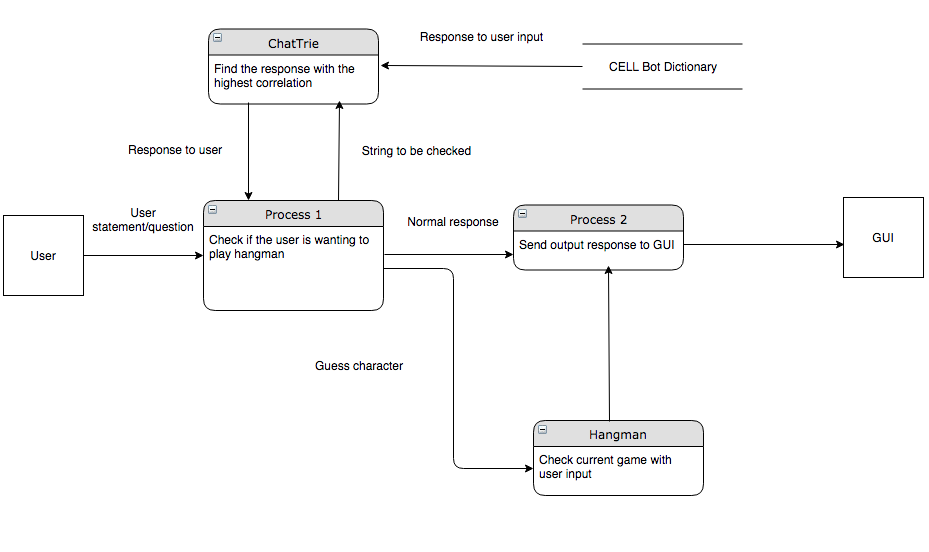 Response to user input
ChatTrie
Find the response with the
highest correlation
CELL Bot Dictionary
Response to user
String to be checked
User
statement/question
User
Process 1
Check if the user is wanting to
play hangman
Normal response
Process 2
Send output response to GUI
GUI
Guess character
Hangman
Check current game with
user input